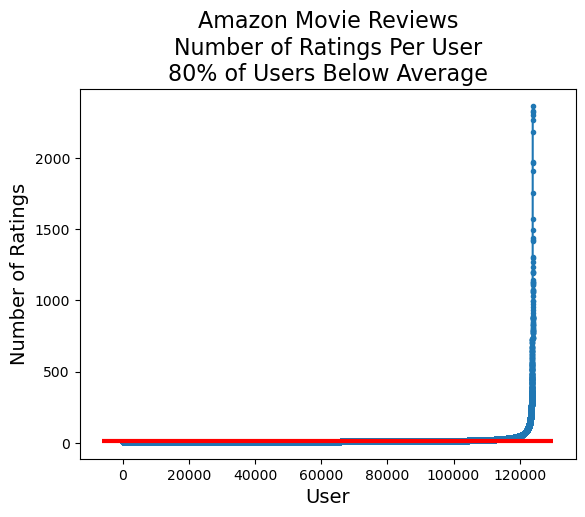 Amazon Movie Reviews
Number of Ratings Per User
80% of Users Below Average
Number of Ratings
2000
1500
1000
500
0
0
20000
40000
60000
80000
100000
120000
User